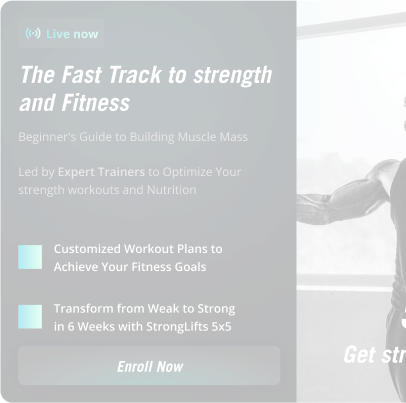 Live now
The Fast Track to strength
and Fitness
Beginner's Guide to Building Muscle Mass
Led by Expert Trainers to Optimize Your
strength workouts and Nutrition
Customized Workout Plans to
Achieve Your Fitness Goals
Transform from Weak to Strong
in 6 Weeks with StrongLifts 5x5
Enroll Now
Get str